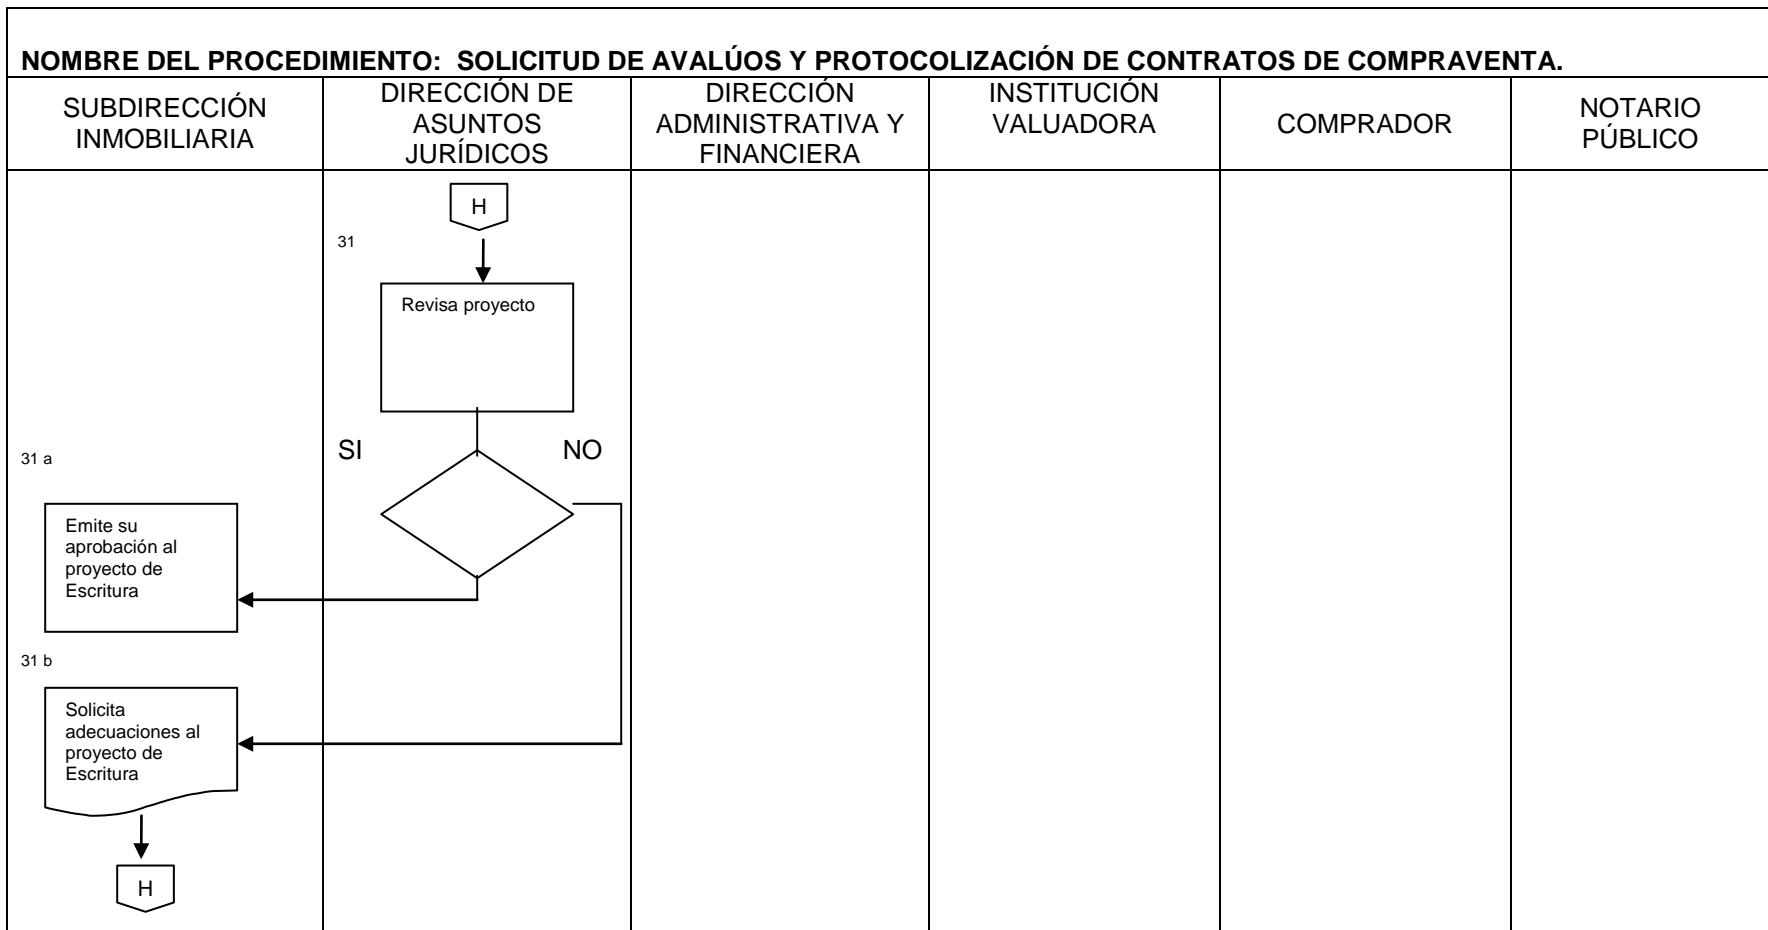 NOMBRE DEL PROCEDIMIENTO: SOLICITUD DE AVALÚOS Y PROTOCOLIZACIÓN DE CONTRATOS DE COMPRAVENTA.
SUBDIRECCIÓN
INMOBILIARIA
DIRECCIÓN DE
ASUNTOS
JURÍDICOS
DIRECCIÓN
ADMINISTRATIVA Y
FINANCIERA
INSTITUCIÓN
VALUADORA
COMPRADOR
NOTARIO
PÚBLICO
H
31
Revisa proyecto
SI
NO
31 a
Emite su
aprobación al
proyecto de
Escritura
31 b
Solicita
adecuaciones al
proyecto de
Escritura
H